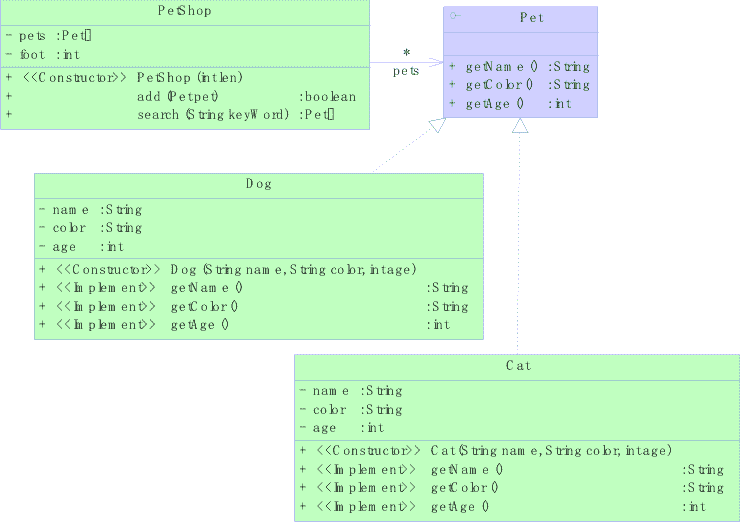 PetShop
- pets :Pet[]
- foot :int
+ <<Constructor>> PetShop(int len)
+ add(Pet pet) :boolean
+ search(String keyWord) :Pet[]
*
pets
Pet
+ getName() :String
+ getColor() :String
+ getAge() :int
Dog
- name :String
- color :String
- age :int
+ <<Constructor>> Dog(String name, String color, int age)
+ <<Implement>> getName() :String
+ <<Implement>> getColor() :String
+ <<Implement>> getAge() :int
Cat
- name :String
- color :String
- age :int
+ <<Constructor>> Cat(String name, String color, int age)
+ <<Implement>> getName() :String
+ <<Implement>> getColor() :String
+ <<Implement>> getAge() :int